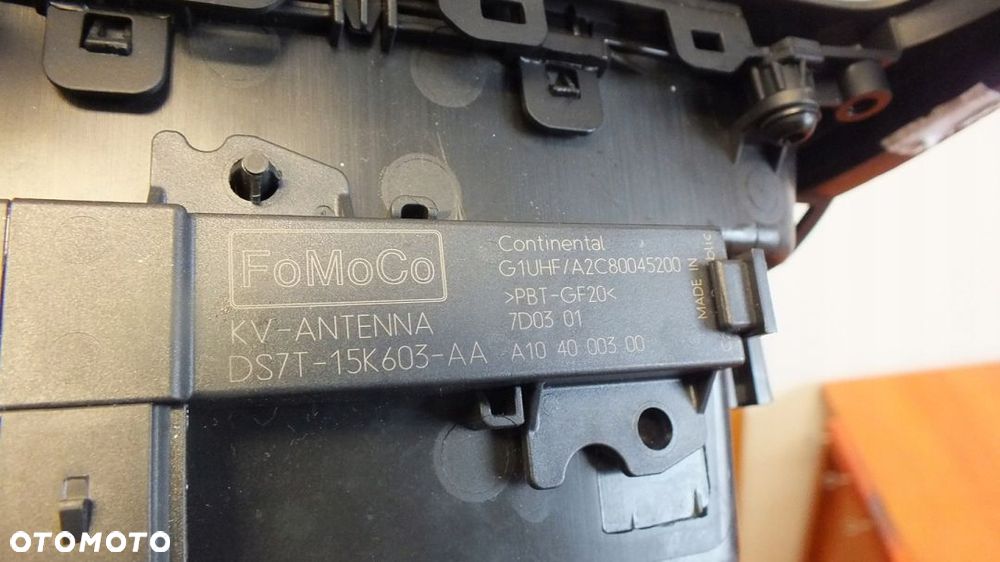 FoMoCo
KV-ANTENNA
DS7T-15K603-AA
Continental
G1UHF/A2C80045200
>PBT-GF20<
7D03 01
A10 40 003 00
MADE IN
OTOMOTO